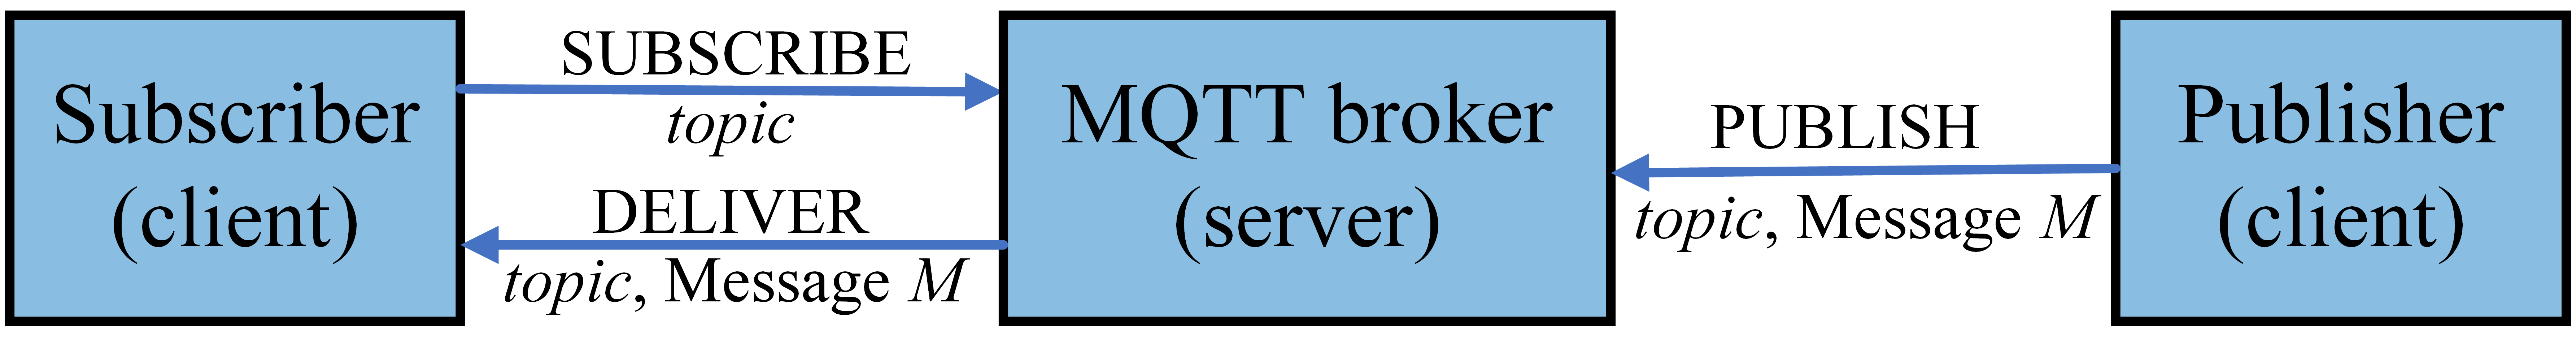 Subscriber
(client)
SUBSCRIBE
topic
DELIVER
topic, Message M
MQTT broker
(server)
PUBLISH
topic, Message M
Publisher
(client)